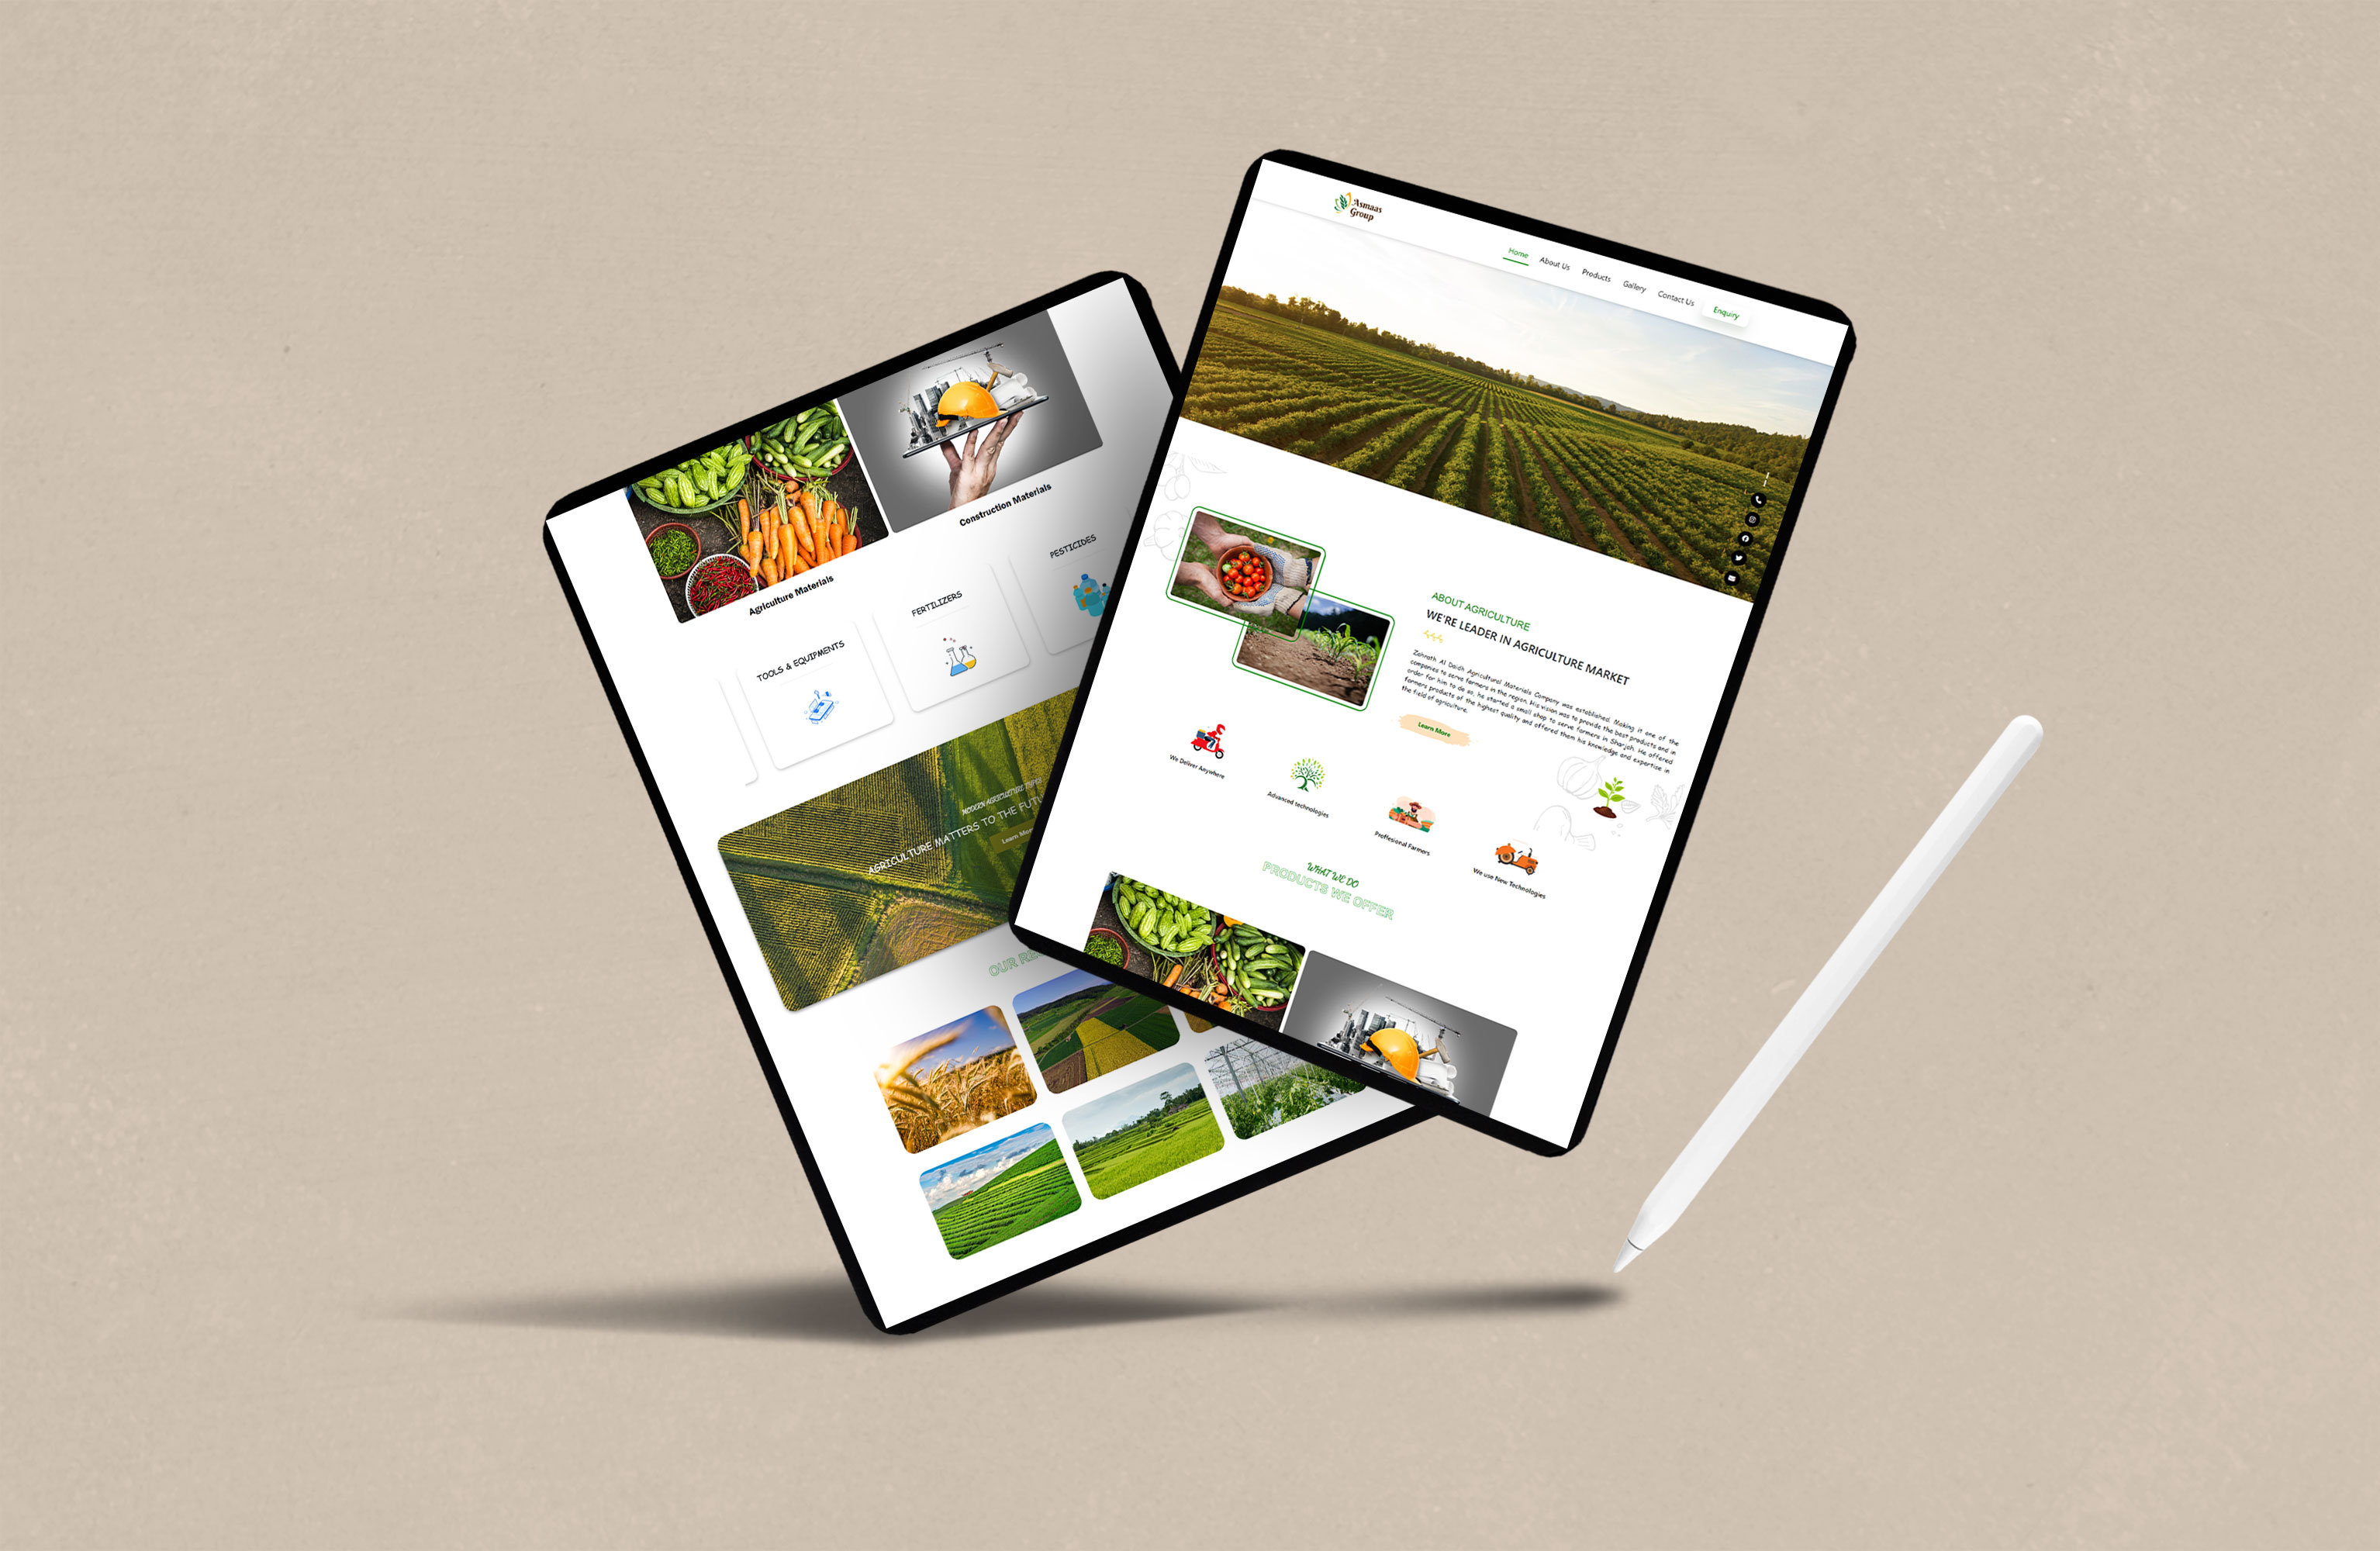 Asmaas
Group
Home
About Us
Products
Gallery
Contact Us
Enquiry
ABOUT AGRICULTURE
WE'RE LEADER IN AGRICULTURE MARKET
Zahrath Al Daidh Agricultural Materials Company was established. Making it one of the
companies to serve farmers in the region. His vision was to provide the best products and in
order for him to do so, he started a small shop to serve farmers in Sharjah. He offered
farmers products of the highest quality and offered them his knowledge and expertise in
the field of agriculture.
Learn More
We Deliver Anywhere
Advanced technologies
Proffesional Farmers
We use New Technologies
WHAT WE DO
PRODUCTS WE OFFER
Agriculture Materials
Construction Materials
TOOLS & EQUIPMENTS
FERTILIZERS
PESTICIDES
MODERN AGRICULTURE
AGRICULTURE MATTERS TO THE
Learn More
OUR